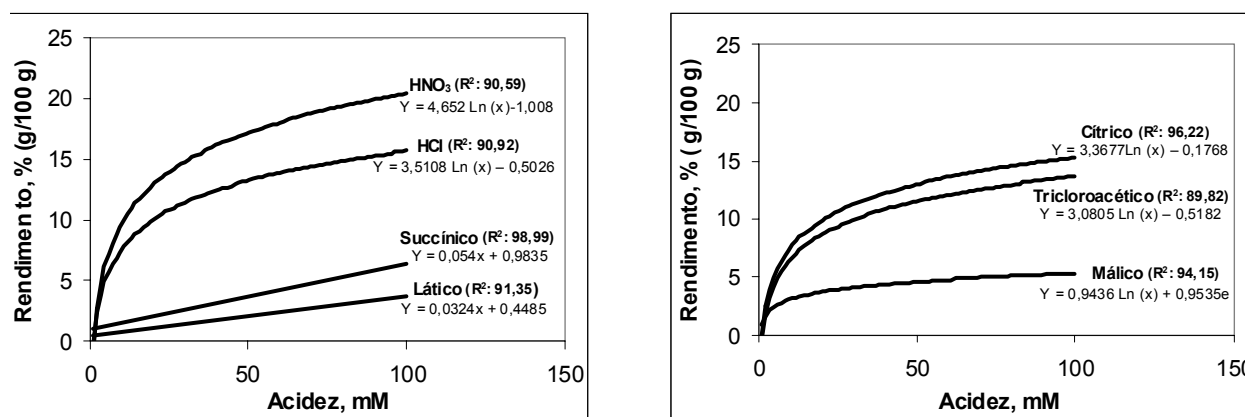 25
20
15
10
5
0
0
50
100
150
Rendimento, % (g/100 g)
Acidez, mM
HNO₃ (R²: 90,59)
Y = 4,652 Ln (x)-1,008
HCl (R²: 90,92)
Y = 3,5108 Ln (x) – 0,5026
Succínico (R²: 98,99)
Y = 0,054x + 0,9835
Lático (R²: 91,35)
Y = 0,0324x + 0,4485
25
20
15
10
5
0
0
50
100
150
Rendimento, % ( g/100 g)
Acidez, mM
Cítrico (R²: 96,22)
Y = 3,3677Ln (x) – 0,1768
Tricloroacético (R²: 89,82)
Y = 3,0805 Ln (x) – 0,5182
Málico (R²: 94,15)
Y = 0,9436 Ln (x) + 0,9535e